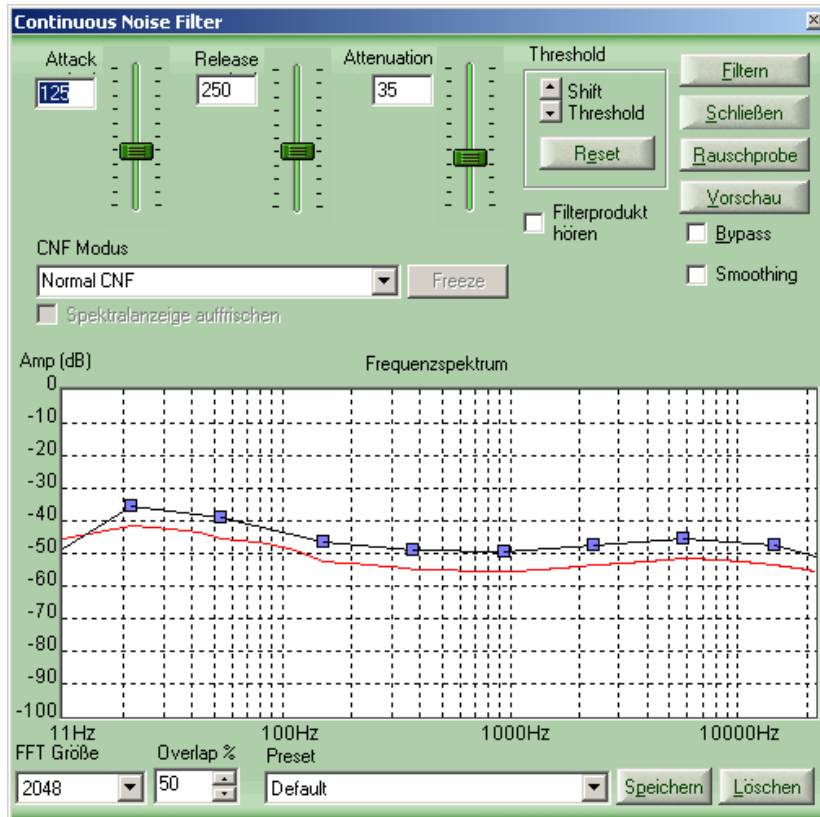 Continuous Noise Filter
Attack
125
Release
250
Attenuation
35
Threshold
Shift
Threshold
Reset
Filtern
Schließen
Rauschprobe
Vorschau
Filterprodukt
hören
Bypass
Smoothing
CNF Modus
Normal CNF
Freeze
Spektralanzeige auffrischen
Amp (dB)
Frequenzspektrum
0
-10
-20
-30
-40
-50
-60
-70
-80
-90
-100
11Hz
100Hz
1000Hz
10000Hz
FFT Größe
2048
Overlap %
50
Preset
Default
Speichern
Löschen